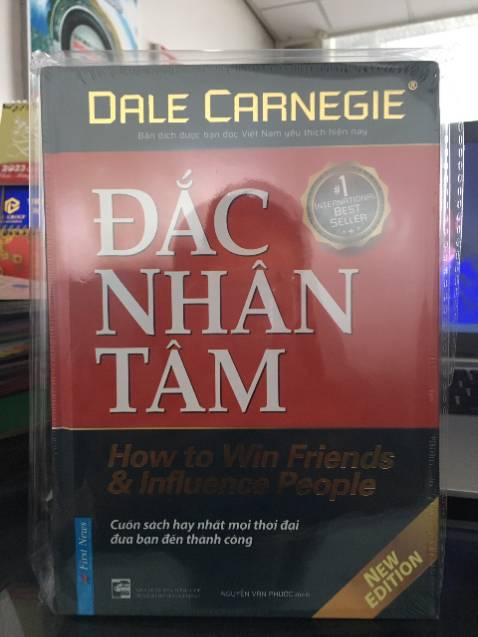 DALE CARNEGIE®
Bản dịch được bạn đọc Việt Nam yêu thích hiện nay
#1
INTERNATIONAL
BEST
SELLER
ĐẮC
NHÂN
TÂM
How to Win Friends
& Influence People
Cuốn sách hay nhất mọi thời đại
đưa bạn đến thành công
First News
NEW
EDITION
NGUYỄN VĂN PHƯỚC dịch
2023